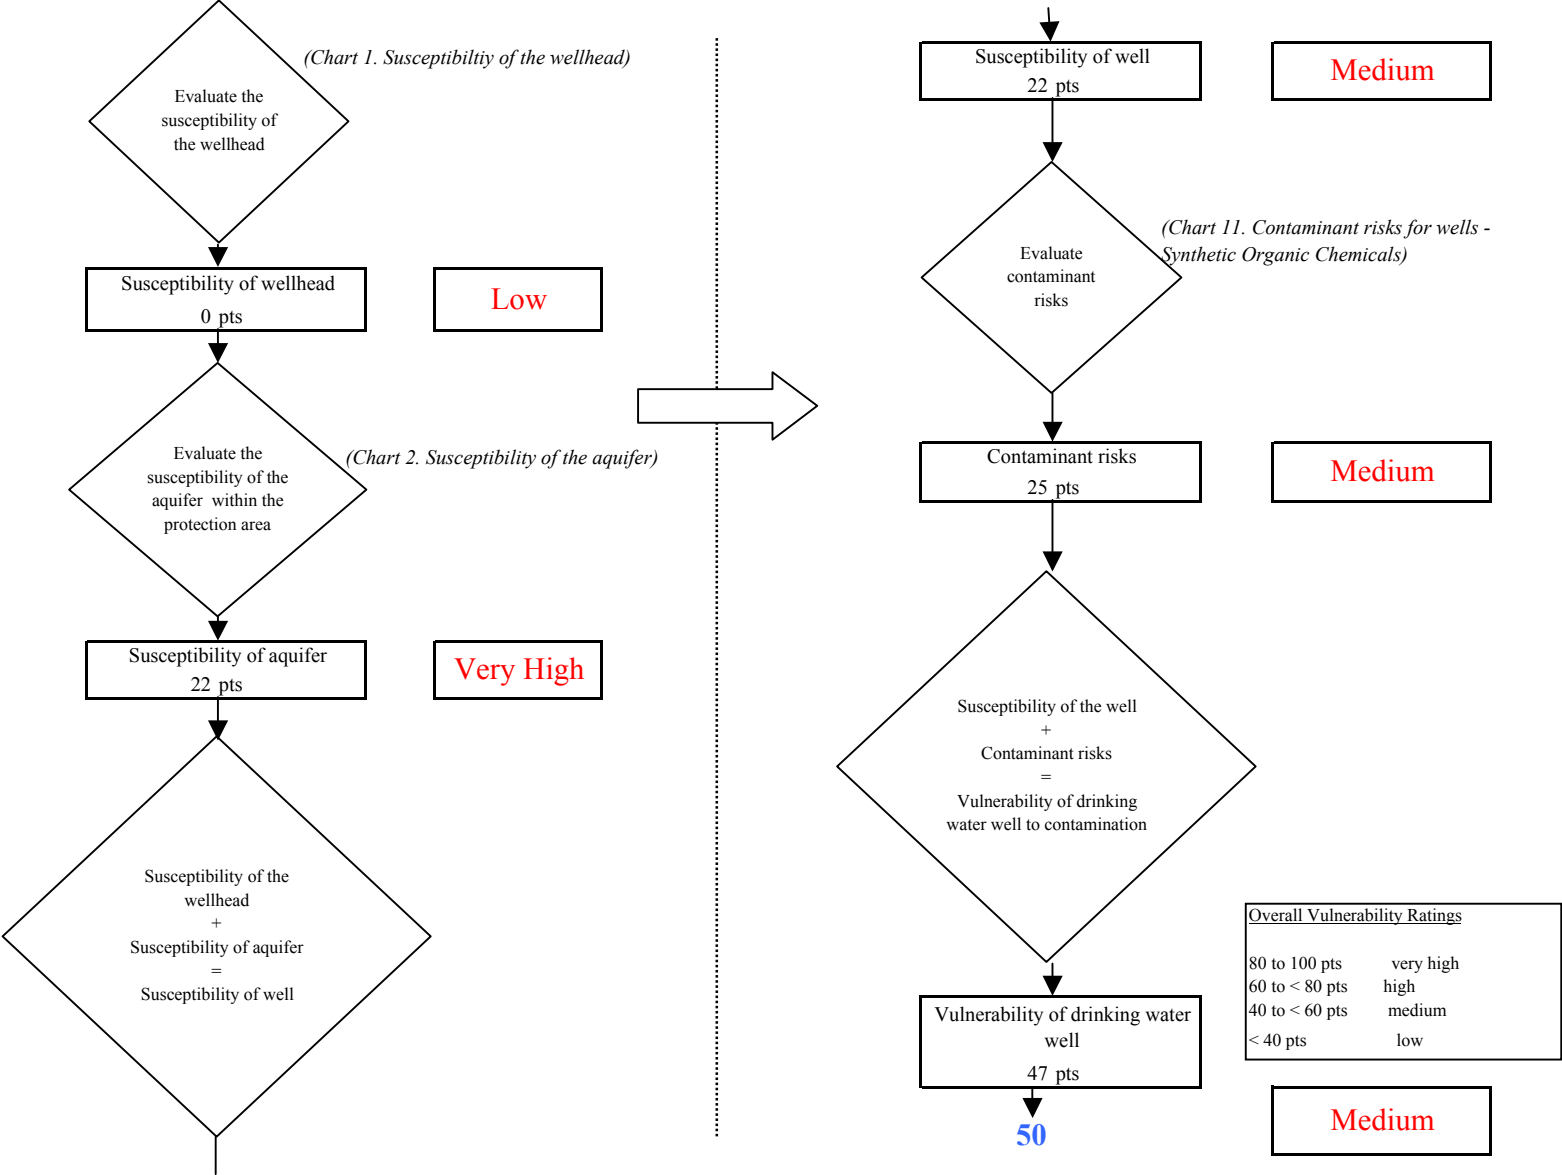 (Chart 1. Susceptibiltiy of the wellhead)
Evaluate the
susceptibility of
the wellhead
Susceptibility of wellhead
0 pts
Low
Evaluate the
susceptibility of the
aquifer within the
protection area
(Chart 2. Susceptibility of the aquifer)
Susceptibility of aquifer
22 pts
Very High
Susceptibility of the
wellhead
+
Susceptibility of aquifer
=
Susceptibility of well
Susceptibility of well
22 pts
Medium
Evaluate
contaminant
risks
(Chart 11. Contaminant risks for wells -
Synthetic Organic Chemicals)
Contaminant risks
25 pts
Medium
Susceptibility of the well
+
Contaminant risks
=
Vulnerability of drinking
water well to contamination
Overall Vulnerability Ratings
80 to 100 pts very high
60 to < 80 pts high
40 to < 60 pts medium
< 40 pts low
Vulnerability of drinking water
well
47 pts
50
Medium